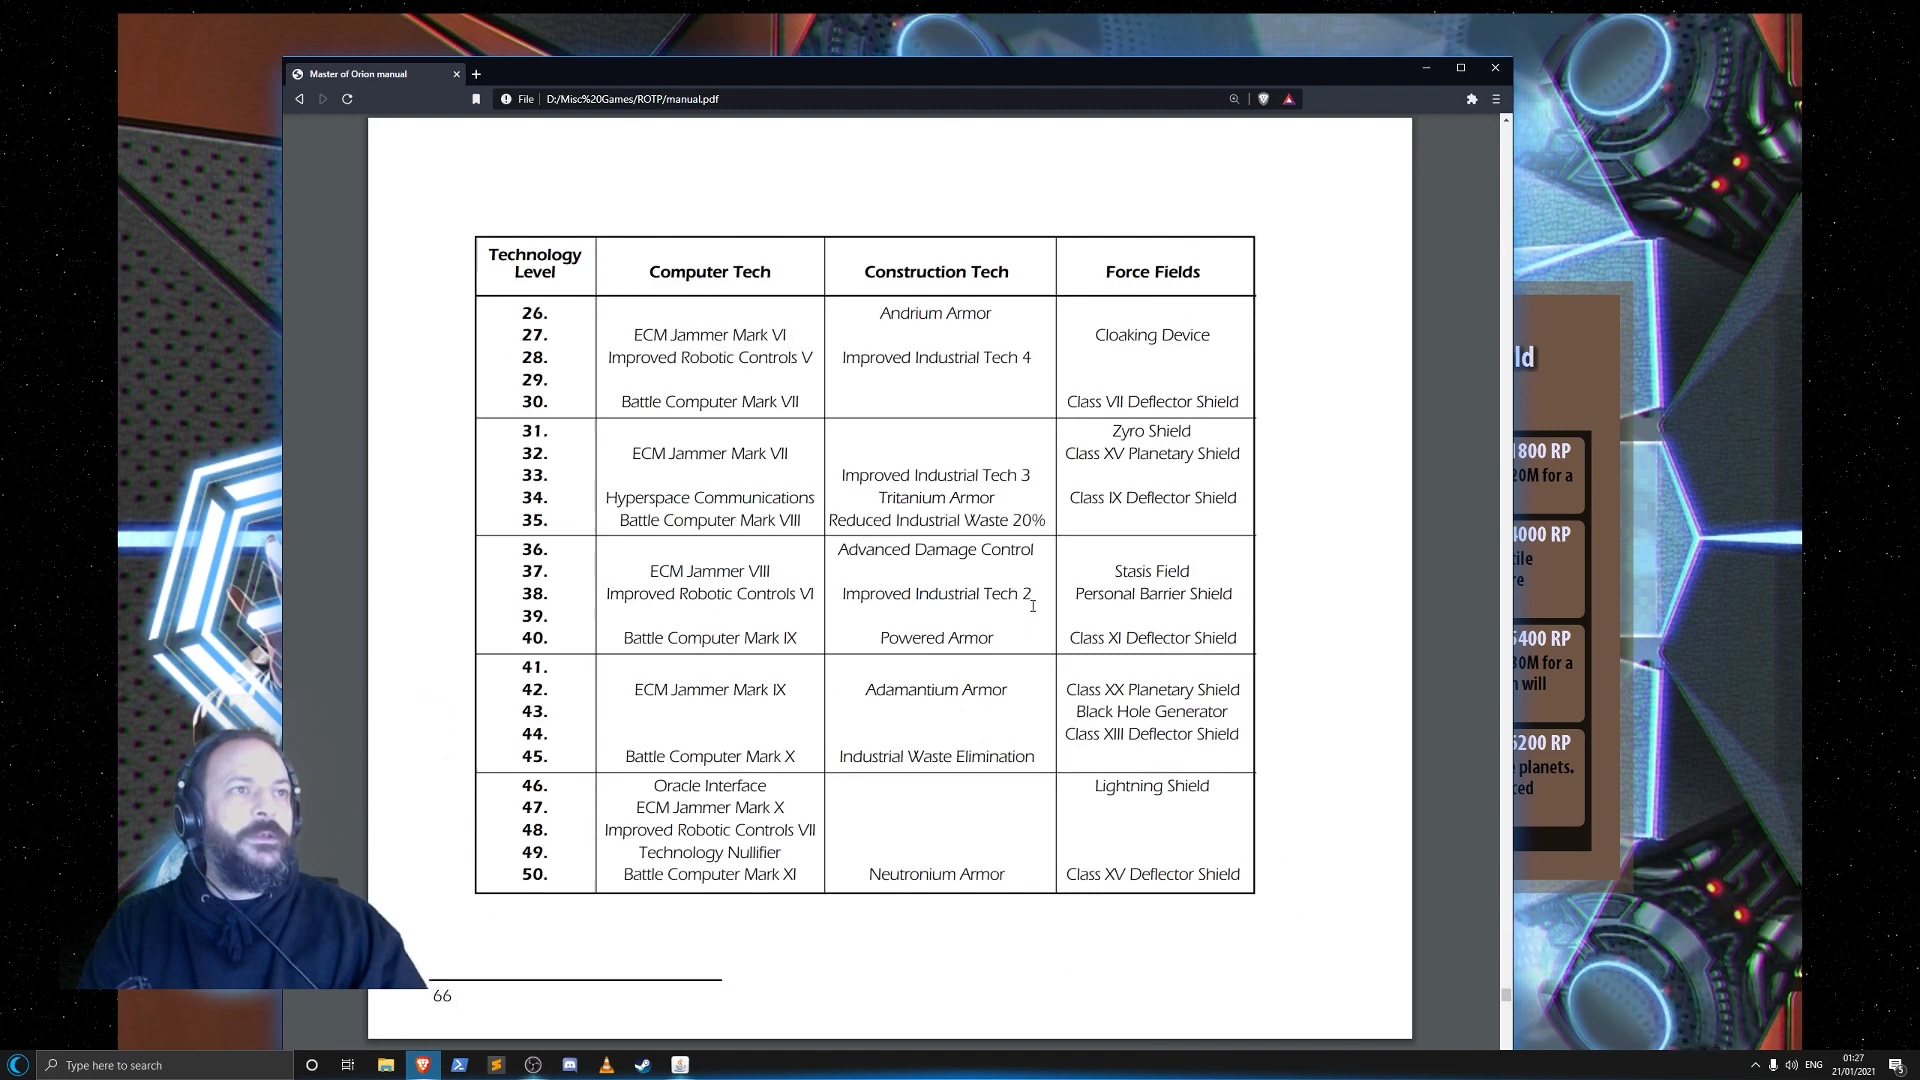 Master of Orion manual
File D:/Misc%20Games/ROTP/manual.pdf
Technology Level Computer Tech Construction Tech Force Fields
26. Andrium Armor
27. ECM Jammer Mark VI Cloaking Device
28. Improved Robotic Controls V Improved Industrial Tech 4
29.
30. Battle Computer Mark VII Class VII Deflector Shield
31. Zyro Shield
32. ECM Jammer Mark VII Class XV Planetary Shield
33. Improved Industrial Tech 3
34. Hyperspace Communications Tritanium Armor Class IX Deflector Shield
35. Battle Computer Mark VIII Reduced Industrial Waste 20%
36. Advanced Damage Control
37. ECM Jammer VIII Stasis Field
38. Improved Robotic Controls VI Improved Industrial Tech 2 Personal Barrier Shield
39.
40. Battle Computer Mark IX Powered Armor Class XI Deflector Shield
41.
42. ECM Jammer Mark IX Adamantium Armor Class XX Planetary Shield
43. Black Hole Generator
44. Class XIII Deflector Shield
45. Battle Computer Mark X Industrial Waste Elimination
46. Oracle Interface Lightning Shield
47. ECM Jammer Mark X
48. Improved Robotic Controls VII
49. Technology Nullifier
50. Battle Computer Mark XI Neutronium Armor Class XV Deflector Shield
66
ld
1800 RP
20M for a
4000 RP
tile
re
5400 RP
30M for a
n will
6200 RP
planets.
ced
Type here to search
ENG
01:27
21/01/2021